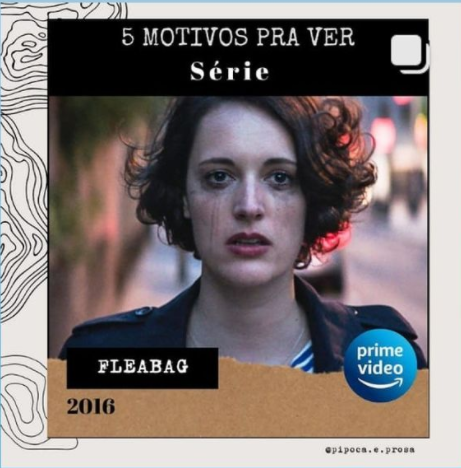 5 MOTIVOS PRA VER
Série
FLEABAG
prime
video
2016
@pipoca.e.prosa